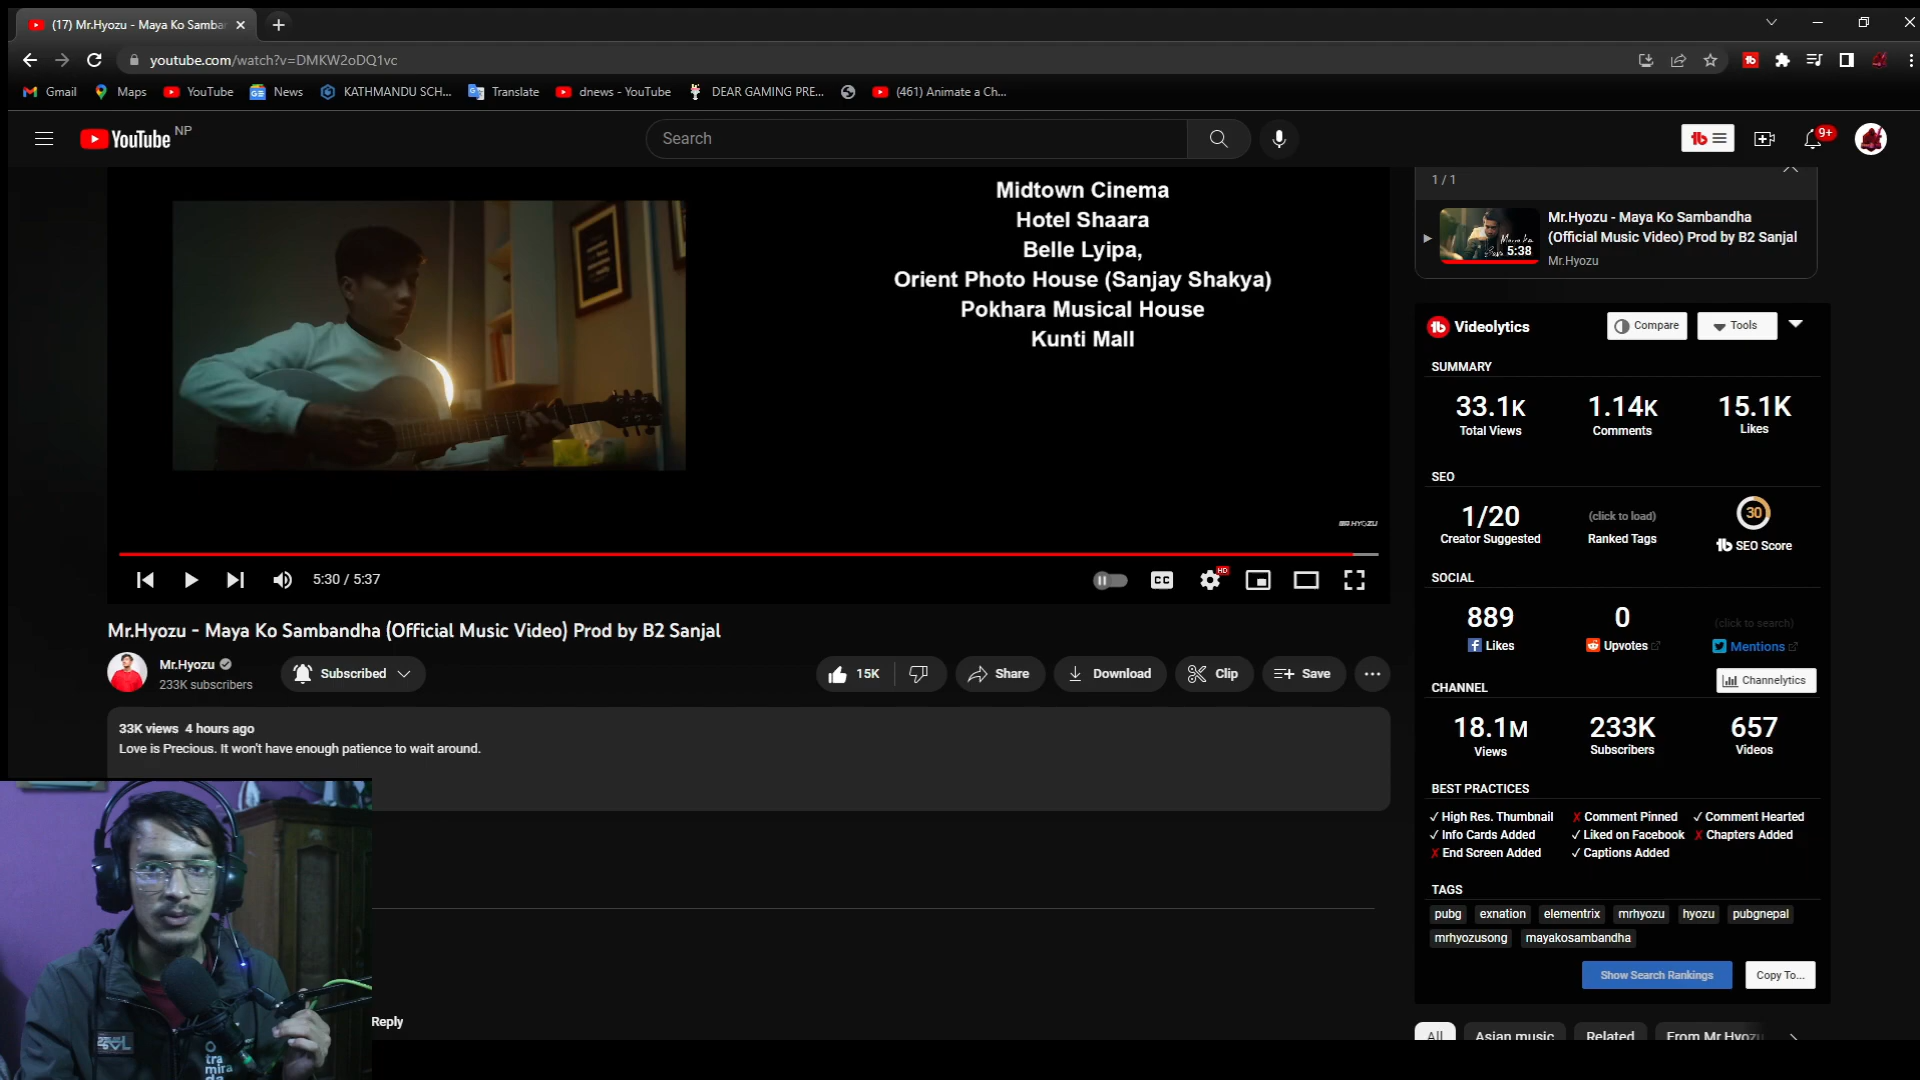 (17) Mr.Hyozu - Maya Ko Samba
youtube.com/watch?v=DMKW2oDQ1vc
Gmail
Maps
YouTube
News
KATHMANDU SCH...
Translate
dnews - YouTube
DEAR GAMING PRE...
(461) Animate a Ch...
YouTube NP
Search
9+
Midtown Cinema
Hotel Shaara
Belle Lyipa,
Orient Photo House (Sanjay Shakya)
Pokhara Musical House
Kunti Mall
MR.HYOZU
5:30 / 5:37
CC
HD
Mr.Hyozu - Maya Ko Sambandha (Official Music Video) Prod by B2 Sanjal
Mr.Hyozu
233K subscribers
Subscribed
15K
Share
Download
Clip
Save
33K views 4 hours ago
Love is Precious. It won't have enough patience to wait around.
Reply
1 / 1
5:38
Mr.Hyozu - Maya Ko Sambandha
(Official Music Video) Prod by B2 Sanjal
Mr.Hyozu
Videolytics
Compare
Tools
SUMMARY
33.1K 1.14K 15.1K
Total Views Comments Likes
SEO
1/20 (click to load) 30
Creator Suggested Ranked Tags SEO Score
SOCIAL
889 0 (click to search)
Likes Upvotes Mentions
CHANNEL
Channelytics
18.1M 233K 657
Views Subscribers Videos
BEST PRACTICES
✓ High Res. Thumbnail ✗ Comment Pinned ✓ Comment Hearted
✓ Info Cards Added ✓ Liked on Facebook ✗ Chapters Added
✗ End Screen Added ✓ Captions Added
TAGS
pubg exnation elementrix mrhyozu hyozu pubgnepal
mrhyozusong mayakosambandha
Show Search Rankings
Copy To...
All Asian music Related From Mr.Hyozu